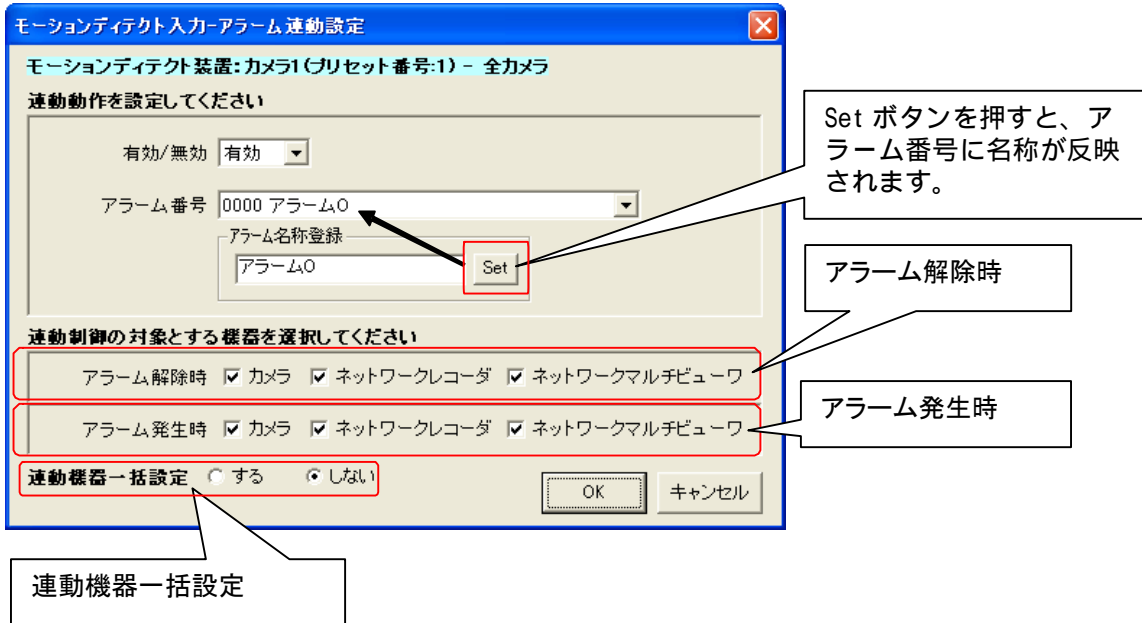 モーションディテクト入力-アラーム連動設定
モーションディテクト装置:カメラ1(プリセット番号:1) - 全カメラ
連動動作を設定してください
有効/無効 有効
アラーム番号 0000 アラーム0
アラーム名称登録
アラーム0 Set
Set ボタンを押すと、ア
ラーム番号に名称が反映
されます。
アラーム解除時
連動制御の対象とする機器を選択してください
アラーム解除時 カメラ ネットワークレコーダ ネットワークマルチビューワ
アラーム発生時
アラーム発生時 カメラ ネットワークレコーダ ネットワークマルチビューワ
連動機器一括設定 する しない
OK キャンセル
連動機器一括設定